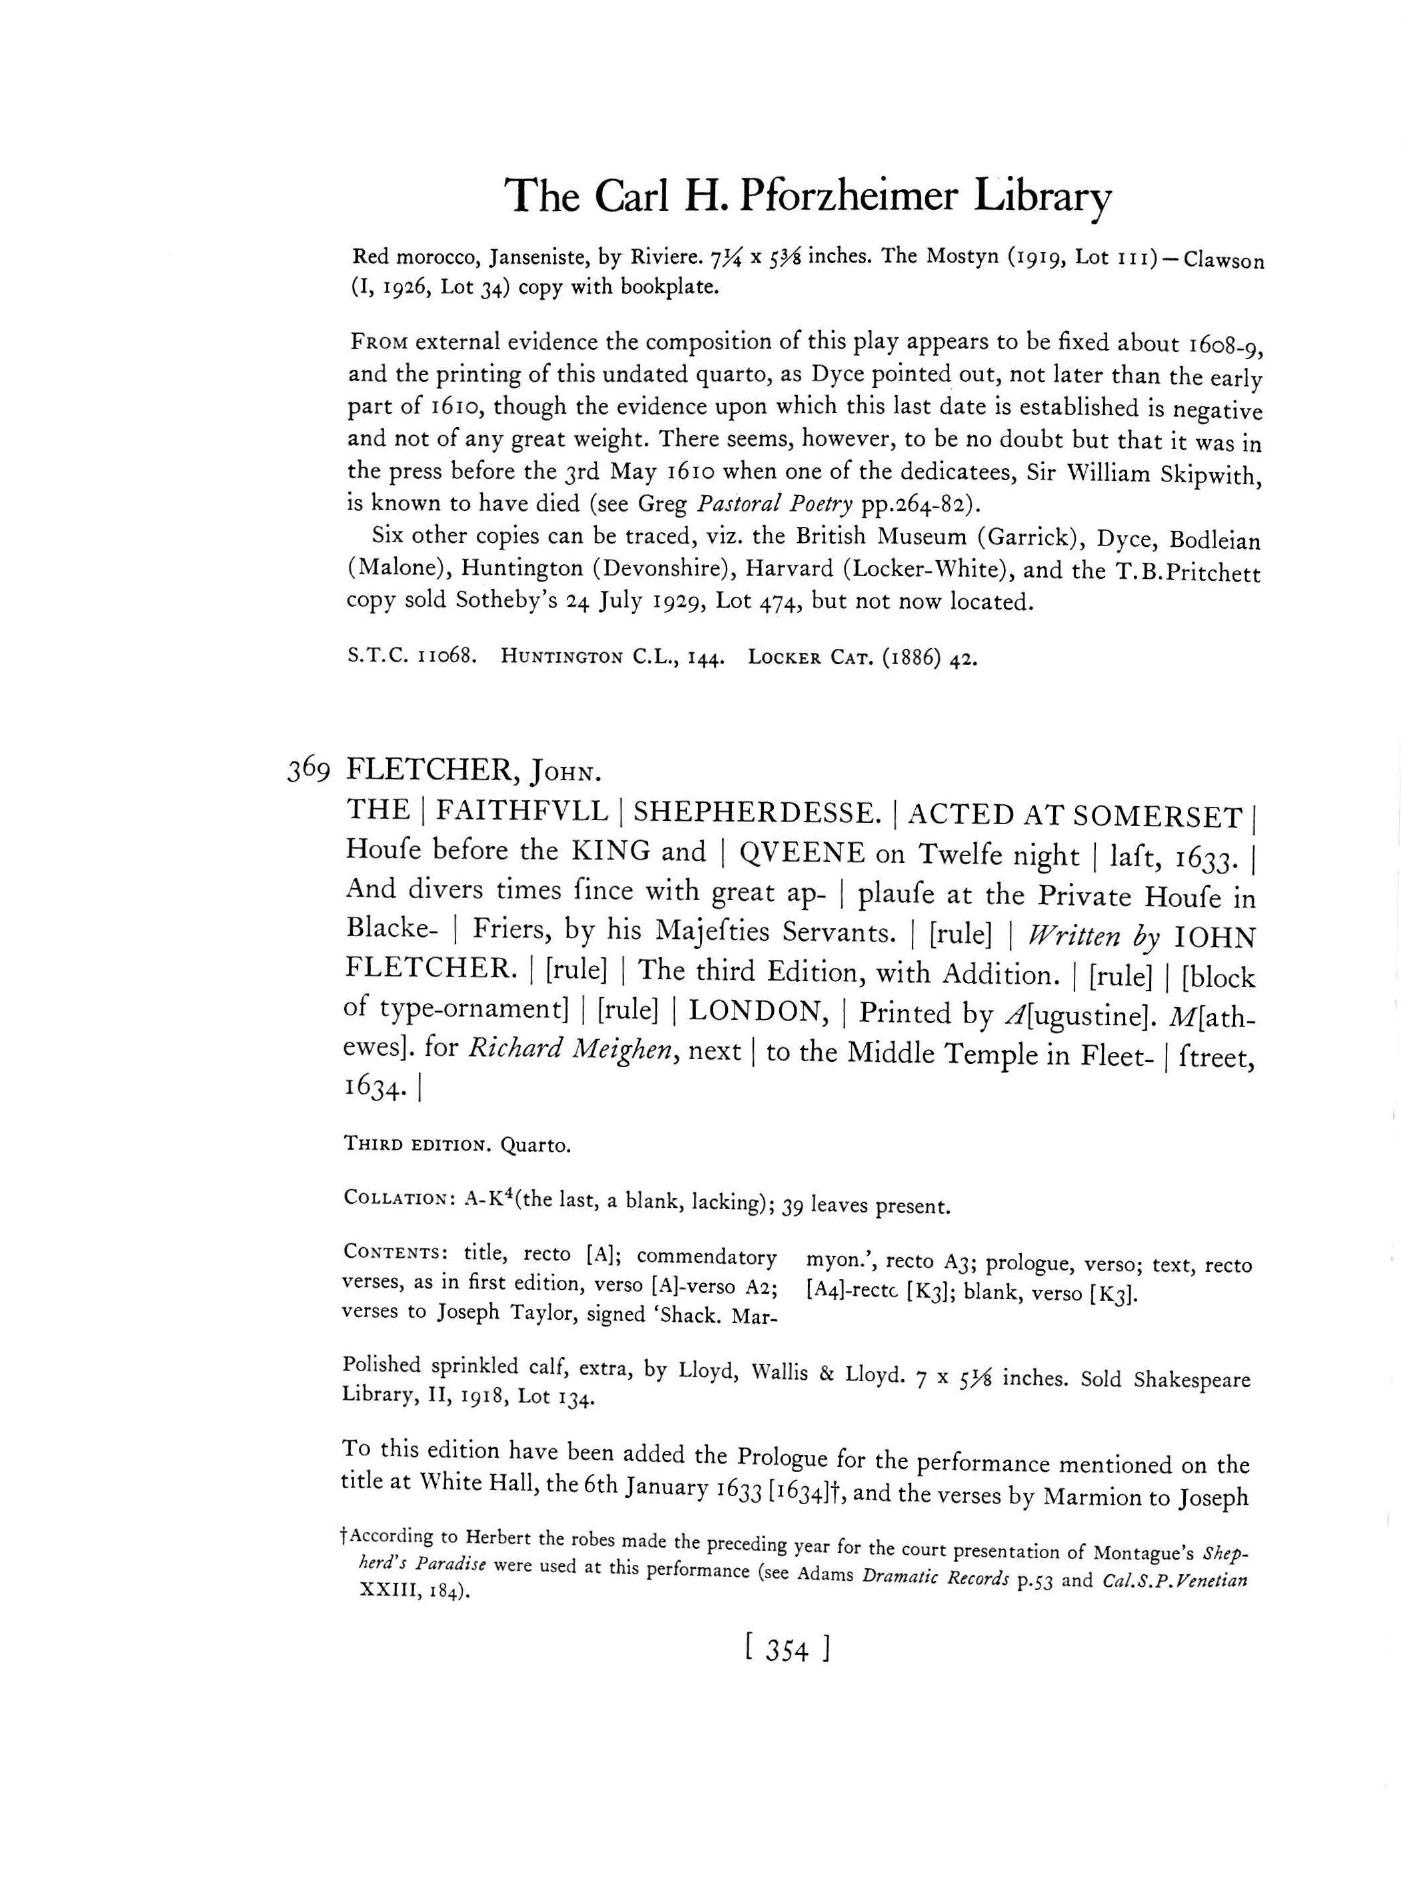 The Carl H. Pforzheimer Library
Red morocco, Janseniste, by Riviere. 7¼ x 5⅜ inches. The Mostyn (1919, Lot 111)—Clawson
(I, 1926, Lot 34) copy with bookplate.
FROM external evidence the composition of this play appears to be fixed about 1608-9,
and the printing of this undated quarto, as Dyce pointed out, not later than the early
part of 1610, though the evidence upon which this last date is established is negative
and not of any great weight. There seems, however, to be no doubt but that it was in
the press before the 3rd May 1610 when one of the dedicatees, Sir William Skipwith,
is known to have died (see Greg Pastoral Poetry pp.264-82).
Six other copies can be traced, viz. the British Museum (Garrick), Dyce, Bodleian
(Malone), Huntington (Devonshire), Harvard (Locker-White), and the T.B.Pritchett
copy sold Sotheby's 24 July 1929, Lot 474, but not now located.
S.T.C. 11068. HUNTINGTON C.L., 144. LOCKER CAT. (1886) 42.
369 FLETCHER, JOHN.
THE | FAITHFVLL | SHEPHERDESSE. | ACTED AT SOMERSET |
Houſe before the KING and | QVEENE on Twelfe night | laſt, 1633. |
And divers times ſince with great ap- | plauſe at the Private Houſe in
Blacke- | Friers, by his Majeſties Servants. | [rule] | Written by IOHN
FLETCHER. | [rule] | The third Edition, with Addition. | [rule] | [block
of type-ornament] | [rule] | LONDON, | Printed by A[ugustine]. M[ath-
ewes]. for Richard Meighen, next | to the Middle Temple in Fleet- | ſtreet,
1634. |
THIRD EDITION. Quarto.
COLLATION: A-K⁴(the last, a blank, lacking); 39 leaves present.
CONTENTS: title, recto [A]; commendatory
verses, as in first edition, verso [A]-verso A2;
verses to Joseph Taylor, signed ‘Shack. Mar-
myon.’, recto A3; prologue, verso; text, recto
[A4]-recto [K3]; blank, verso [K3].
Polished sprinkled calf, extra, by Lloyd, Wallis & Lloyd. 7 x 5⅛ inches. Sold Shakespeare
Library, II, 1918, Lot 134.
To this edition have been added the Prologue for the performance mentioned on the
title at White Hall, the 6th January 1633 [1634]†, and the verses by Marmion to Joseph
†According to Herbert the robes made the preceding year for the court presentation of Montague's Shep-
herd's Paradise were used at this performance (see Adams Dramatic Records p.53 and Cal.S.P.Venetian
XXIII, 184).
[ 354 ]